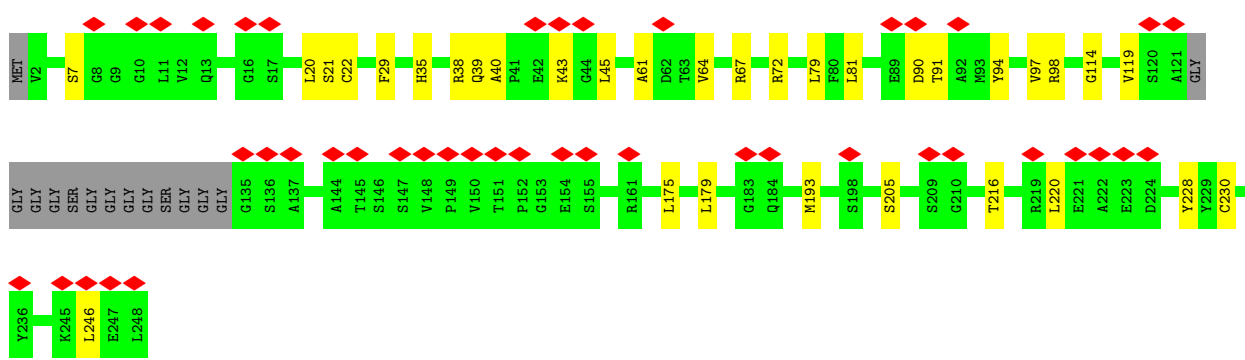 MET V2 S7 G8 G9 G10 L11 V12 Q13 G16 S17 L20 S21 C22 F29 H35 R38 Q39 A40 P41 E42 K43 G44 L45 A61 D62 T63 V64 R67 R72 L79 F80 L81 E89 D90 T91 A92 M93 Y94 V97 R98 G114 V119 S120 A121 GLY
GLY GLY GLY SER GLY GLY GLY GLY SER GLY GLY GLY G135 S136 A137 A144 T145 S146 S147 V148 P149 V150 T151 P152 G153 E154 S155 R161 L175 L179 G183 Q184 M193 S198 S205 S209 G210 T216 R219 L220 E221 A222 E223 D224 Y228 Y229 C230
Y236 K245 L246 E247 L248